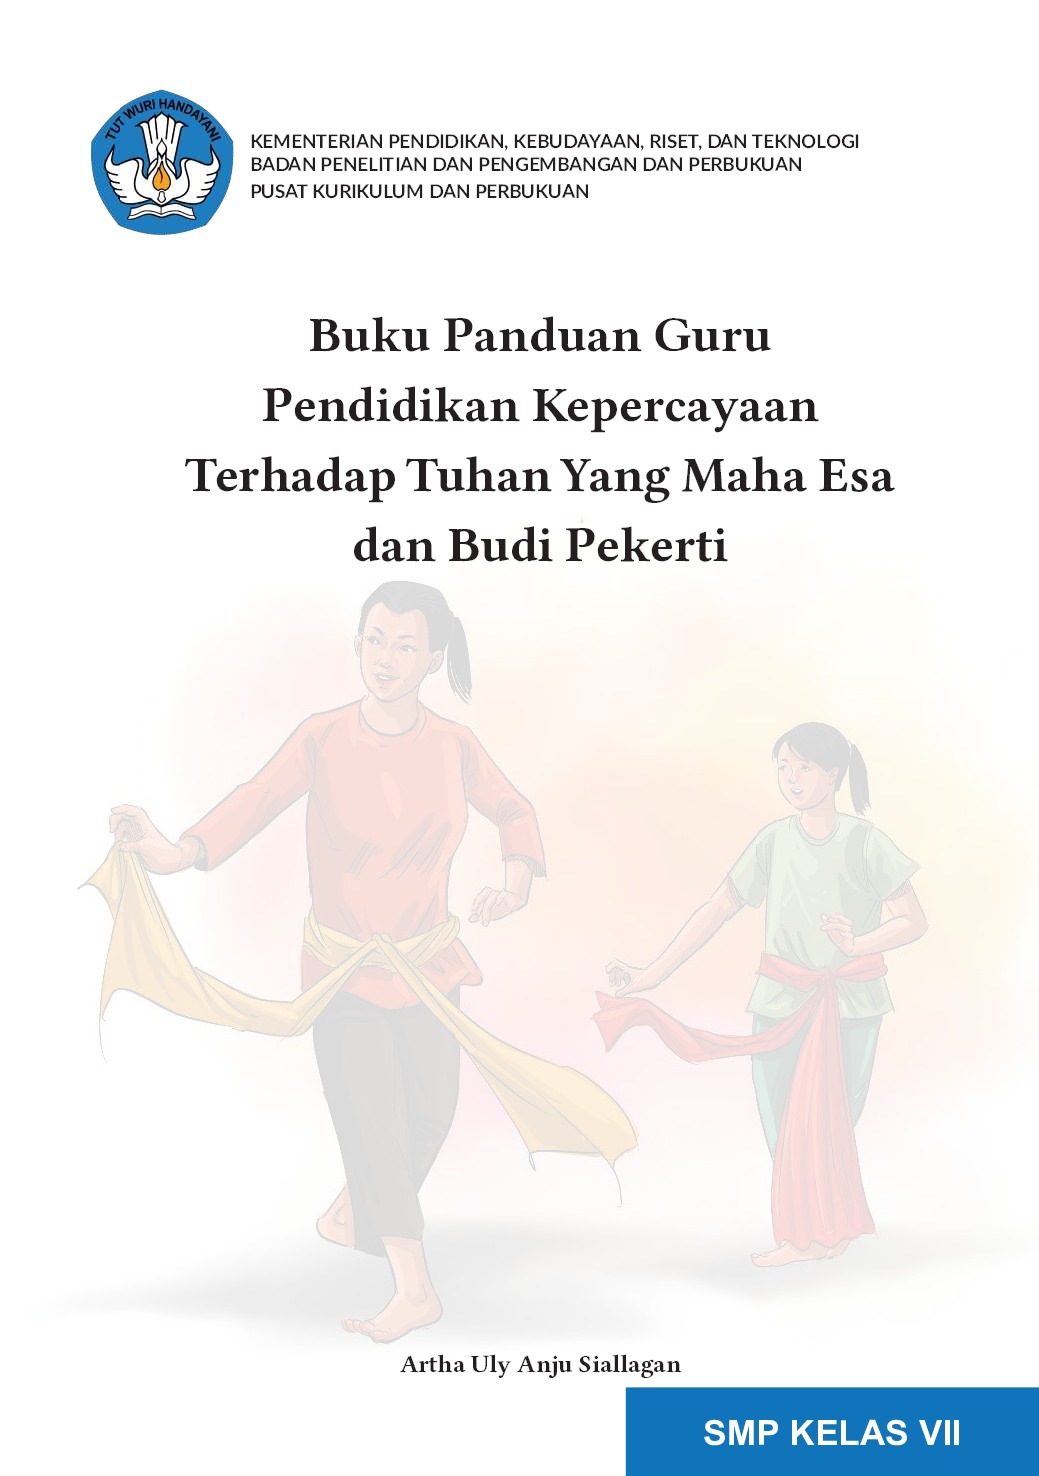 TUT WURI HANDAYANI
KEMENTERIAN PENDIDIKAN, KEBUDAYAAN, RISET, DAN TEKNOLOGI
BADAN PENELITIAN DAN PENGEMBANGAN DAN PERBUKUAN
PUSAT KURIKULUM DAN PERBUKUAN
Buku Panduan Guru
Pendidikan Kepercayaan
Terhadap Tuhan Yang Maha Esa
dan Budi Pekerti
Artha Uly Anju Siallagan
SMP KELAS VII